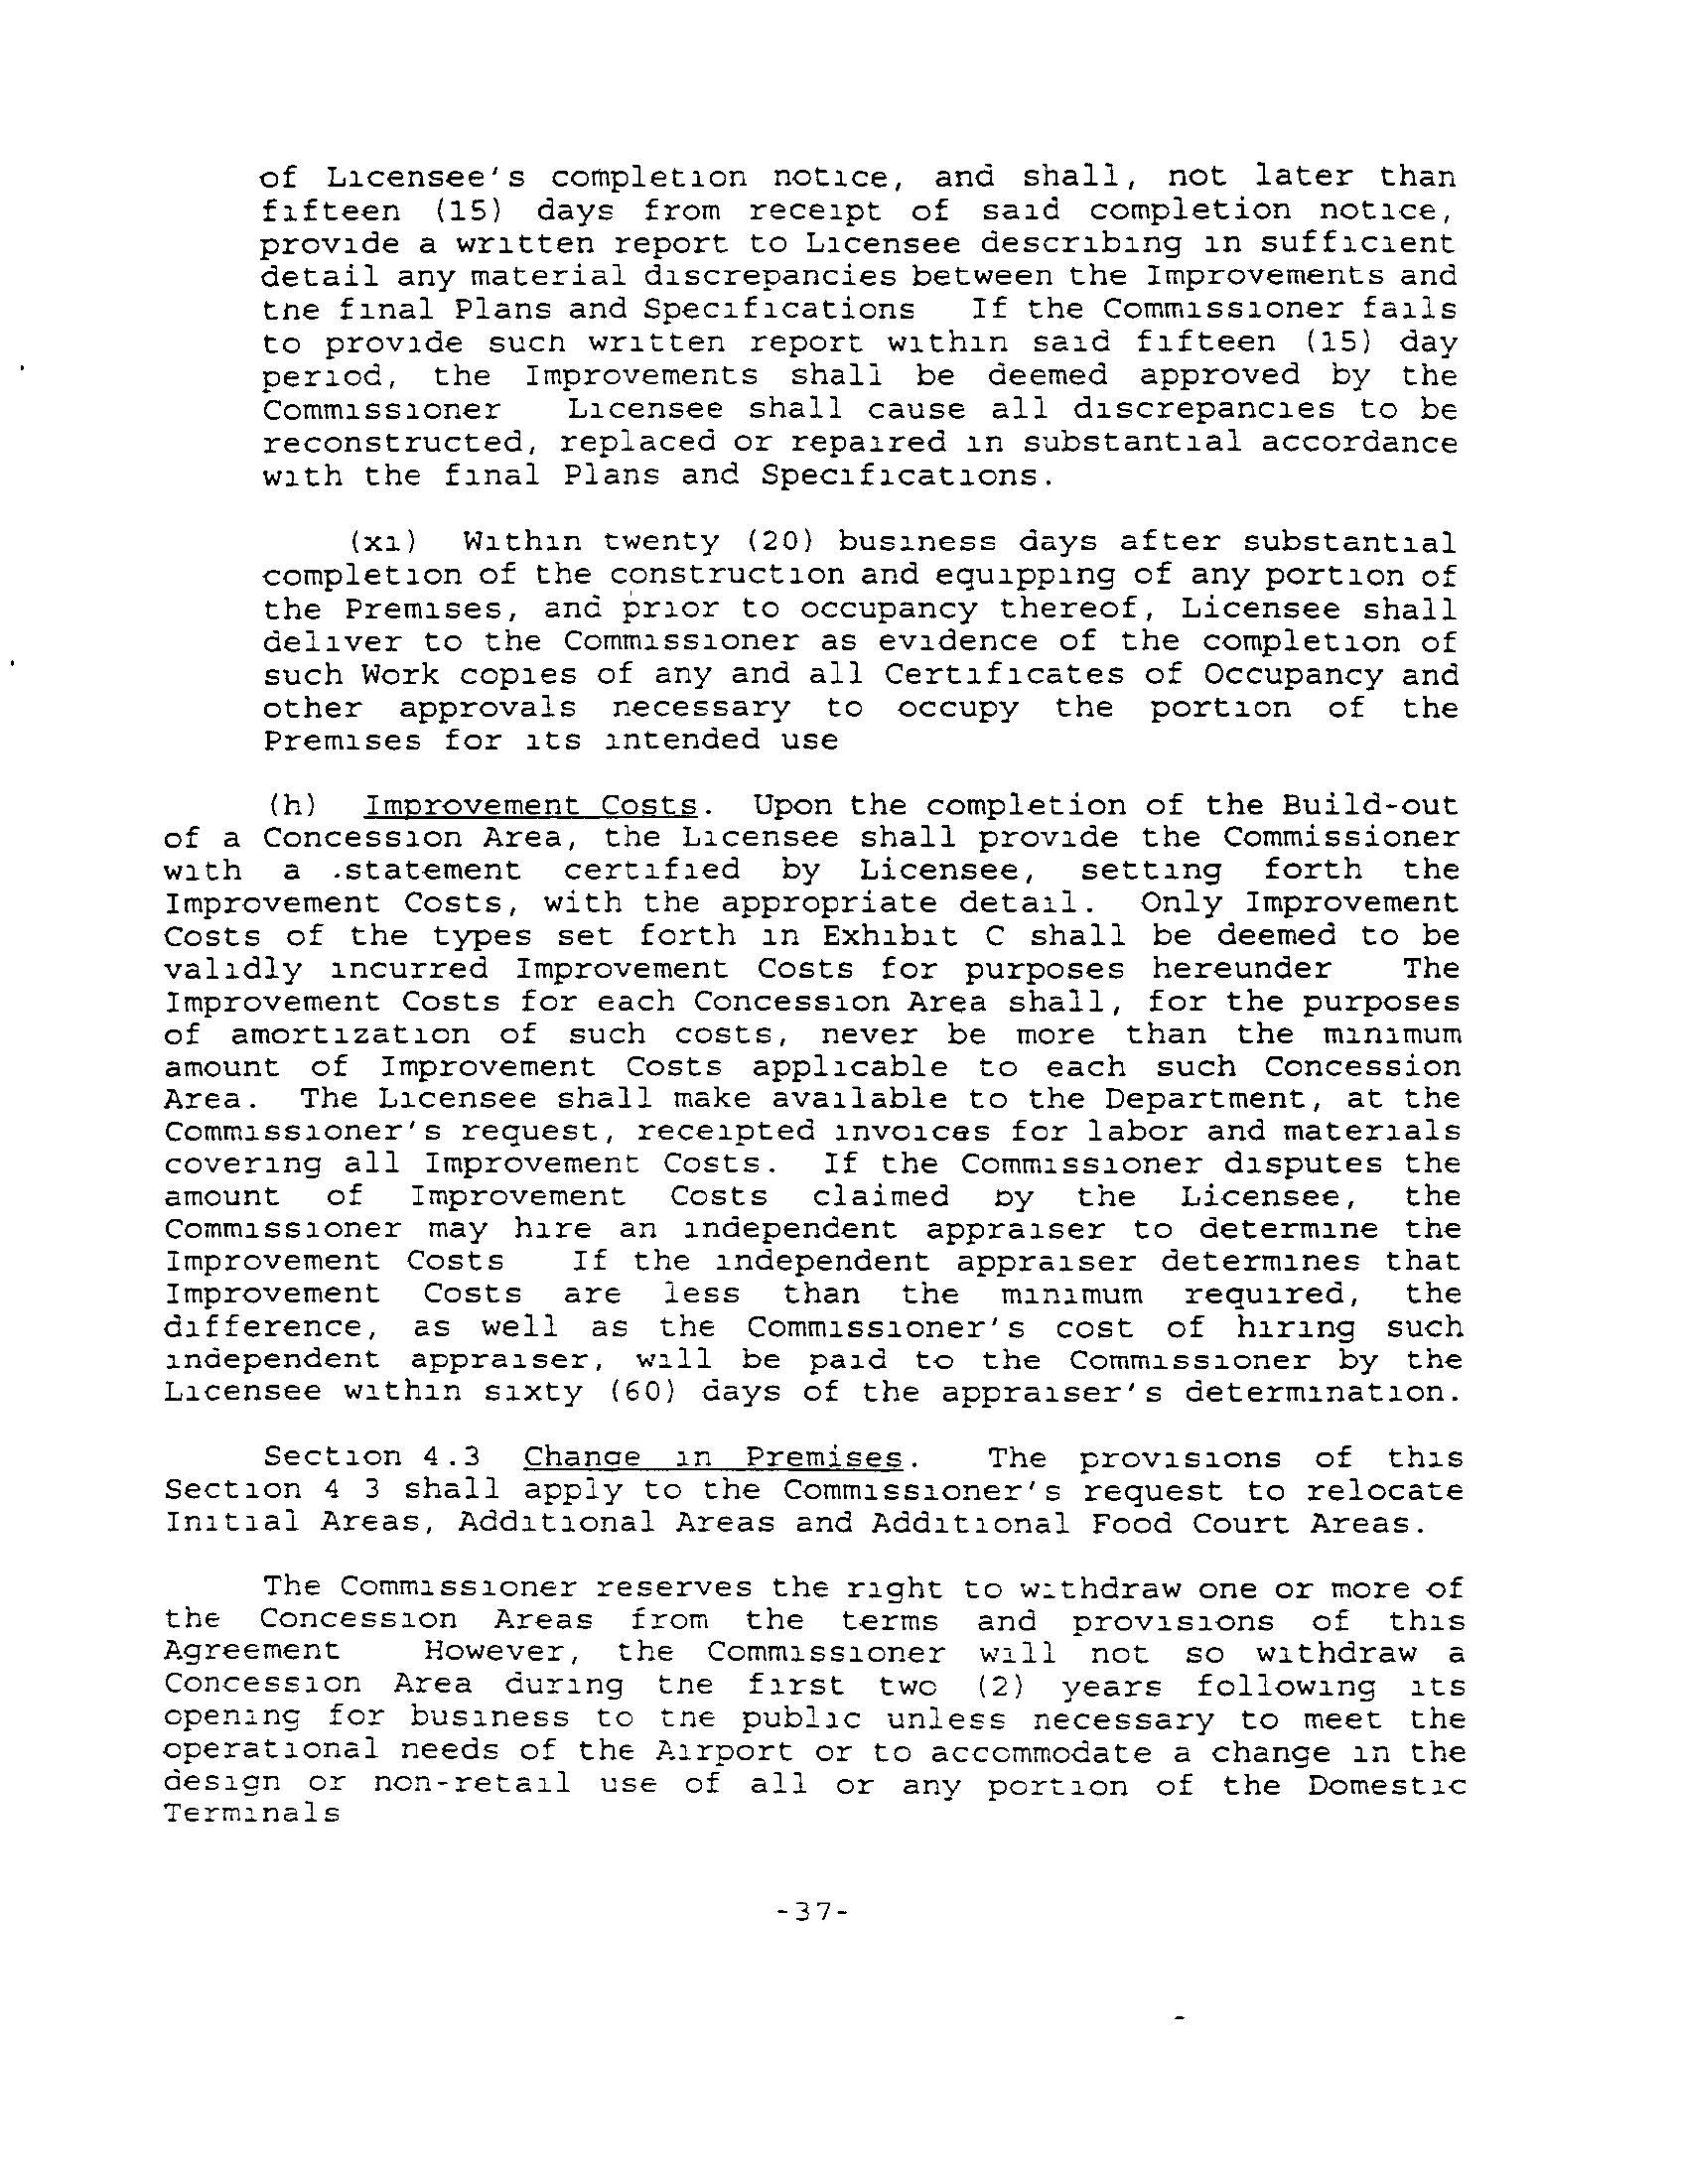 of Licensee's completion notice, and shall, not later than
fifteen (15) days from receipt of said completion notice,
provide a written report to Licensee describing in sufficient
detail any material discrepancies between the Improvements and
the final Plans and Specifications If the Commissioner fails
to provide such written report within said fifteen (15) day
period, the Improvements shall be deemed approved by the
Commissioner Licensee shall cause all discrepancies to be
reconstructed, replaced or repaired in substantial accordance
with the final Plans and Specifications.
(xi) Within twenty (20) business days after substantial
completion of the construction and equipping of any portion of
the Premises, and prior to occupancy thereof, Licensee shall
deliver to the Commissioner as evidence of the completion of
such Work copies of any and all Certificates of Occupancy and
other approvals necessary to occupy the portion of the
Premises for its intended use
(h) Improvement Costs. Upon the completion of the Build-out
of a Concession Area, the Licensee shall provide the Commissioner
with a statement certified by Licensee, setting forth the
Improvement Costs, with the appropriate detail. Only Improvement
Costs of the types set forth in Exhibit C shall be deemed to be
validly incurred Improvement Costs for purposes hereunder The
Improvement Costs for each Concession Area shall, for the purposes
of amortization of such costs, never be more than the minimum
amount of Improvement Costs applicable to each such Concession
Area. The Licensee shall make available to the Department, at the
Commissioner's request, receipted invoices for labor and materials
covering all Improvement Costs. If the Commissioner disputes the
amount of Improvement Costs claimed by the Licensee, the
Commissioner may hire an independent appraiser to determine the
Improvement Costs If the independent appraiser determines that
Improvement Costs are less than the minimum required, the
difference, as well as the Commissioner's cost of hiring such
independent appraiser, will be paid to the Commissioner by the
Licensee within sixty (60) days of the appraiser's determination.
Section 4.3 Change in Premises. The provisions of this
Section 4 3 shall apply to the Commissioner's request to relocate
Initial Areas, Additional Areas and Additional Food Court Areas.
The Commissioner reserves the right to withdraw one or more of
the Concession Areas from the terms and provisions of this
Agreement However, the Commissioner will not so withdraw a
Concession Area during the first two (2) years following its
opening for business to the public unless necessary to meet the
operational needs of the Airport or to accommodate a change in the
design or non-retail use of all or any portion of the Domestic
Terminals
-37-